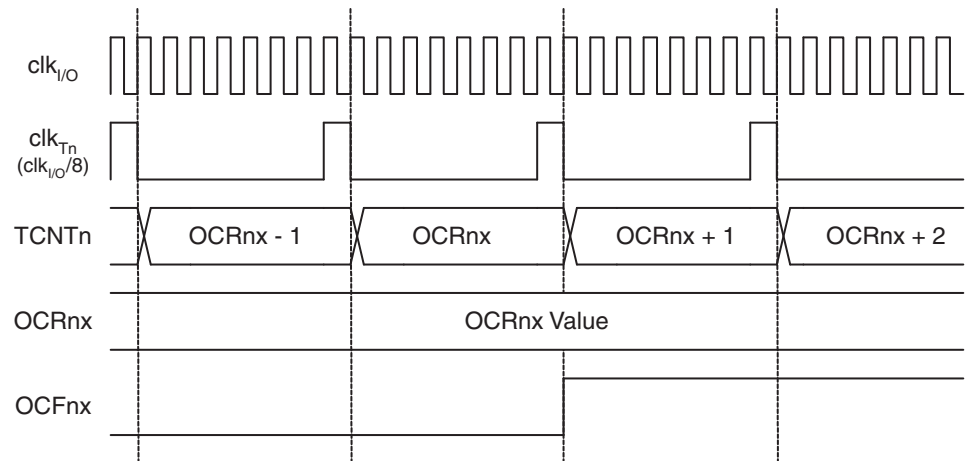 clkI/O
clkTn
(clkI/O/8)
TCNTn OCRnx - 1 OCRnx OCRnx + 1 OCRnx + 2
OCRnx OCRnx Value
OCFnx